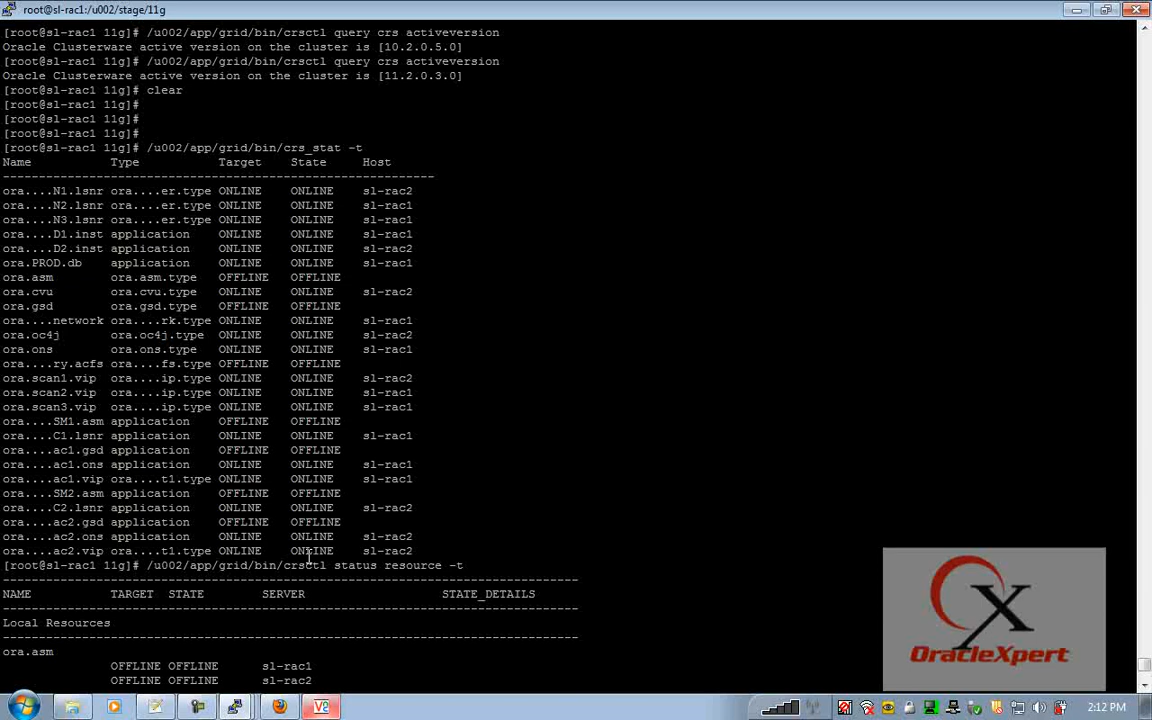 root@sl-rac1:/u002/stage/11g
[root@sl-rac1 11g]# /u002/app/grid/bin/crsctl query crs activeversion
Oracle Clusterware active version on the cluster is [10.2.0.5.0]
[root@sl-rac1 11g]# /u002/app/grid/bin/crsctl query crs activeversion
Oracle Clusterware active version on the cluster is [11.2.0.3.0]
[root@sl-rac1 11g]# clear
[root@sl-rac1 11g]#
[root@sl-rac1 11g]#
[root@sl-rac1 11g]#
[root@sl-rac1 11g]# /u002/app/grid/bin/crs_stat -t
Name Type Target State Host
------------------------------------------------------------
ora....N1.lsnr ora....er.type ONLINE ONLINE sl-rac2
ora....N2.lsnr ora....er.type ONLINE ONLINE sl-rac1
ora....N3.lsnr ora....er.type ONLINE ONLINE sl-rac1
ora....D1.inst application ONLINE ONLINE sl-rac1
ora....D2.inst application ONLINE ONLINE sl-rac2
ora.PROD.db application ONLINE ONLINE sl-rac1
ora.asm ora.asm.type OFFLINE OFFLINE
ora.cvu ora.cvu.type ONLINE ONLINE sl-rac2
ora.gsd ora.gsd.type OFFLINE OFFLINE
ora....network ora....rk.type ONLINE ONLINE sl-rac1
ora.oc4j ora.oc4j.type ONLINE ONLINE sl-rac2
ora.ons ora.ons.type ONLINE ONLINE sl-rac1
ora....ry.acfs ora....fs.type OFFLINE OFFLINE
ora.scan1.vip ora....ip.type ONLINE ONLINE sl-rac2
ora.scan2.vip ora....ip.type ONLINE ONLINE sl-rac1
ora.scan3.vip ora....ip.type ONLINE ONLINE sl-rac1
ora....SM1.asm application OFFLINE OFFLINE
ora....C1.lsnr application ONLINE ONLINE sl-rac1
ora....ac1.gsd application OFFLINE OFFLINE
ora....ac1.ons application ONLINE ONLINE sl-rac1
ora....ac1.vip ora....t1.type ONLINE ONLINE sl-rac1
ora....SM2.asm application OFFLINE OFFLINE
ora....C2.lsnr application ONLINE ONLINE sl-rac2
ora....ac2.gsd application OFFLINE OFFLINE
ora....ac2.ons application ONLINE ONLINE sl-rac2
ora....ac2.vip ora....t1.type ONLINE ONLINE sl-rac2
[root@sl-rac1 11g]# /u002/app/grid/bin/crsctl status resource -t
--------------------------------------------------------------------------------
NAME TARGET STATE SERVER STATE_DETAILS
--------------------------------------------------------------------------------
Local Resources
--------------------------------------------------------------------------------
ora.asm
OFFLINE OFFLINE sl-rac1
OFFLINE OFFLINE sl-rac2
OracleXpert
V2
2:12 PM